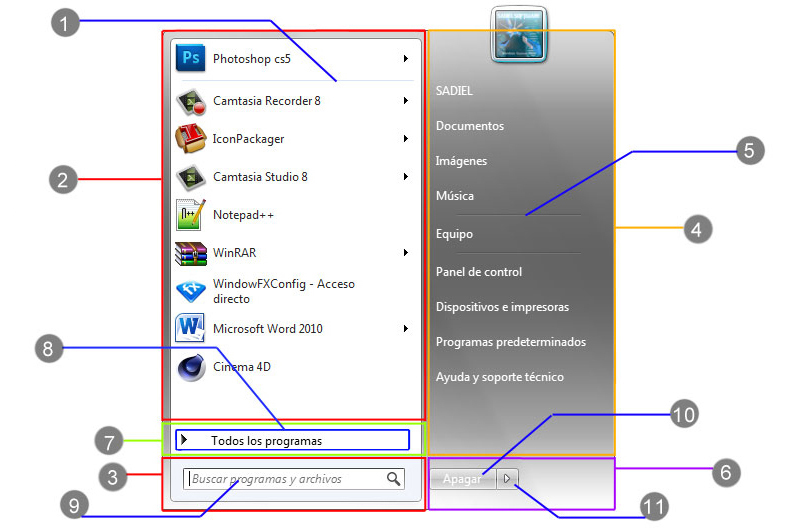 1
Ps Photoshop cs5
Camtasia Recorder 8
IconPackager
2
Camtasia Studio 8
Notepad++
WinRAR
WindowFXConfig - Acceso
directo
Microsoft Word 2010
8
Cinema 4D
7
Todos los programas
3
Buscar programas y archivos
9
SADIEL
Documentos
5
Imágenes
Música
4
Equipo
Panel de control
Dispositivos e impresoras
Programas predeterminados
Ayuda y soporte técnico
10
6
Apagar
11